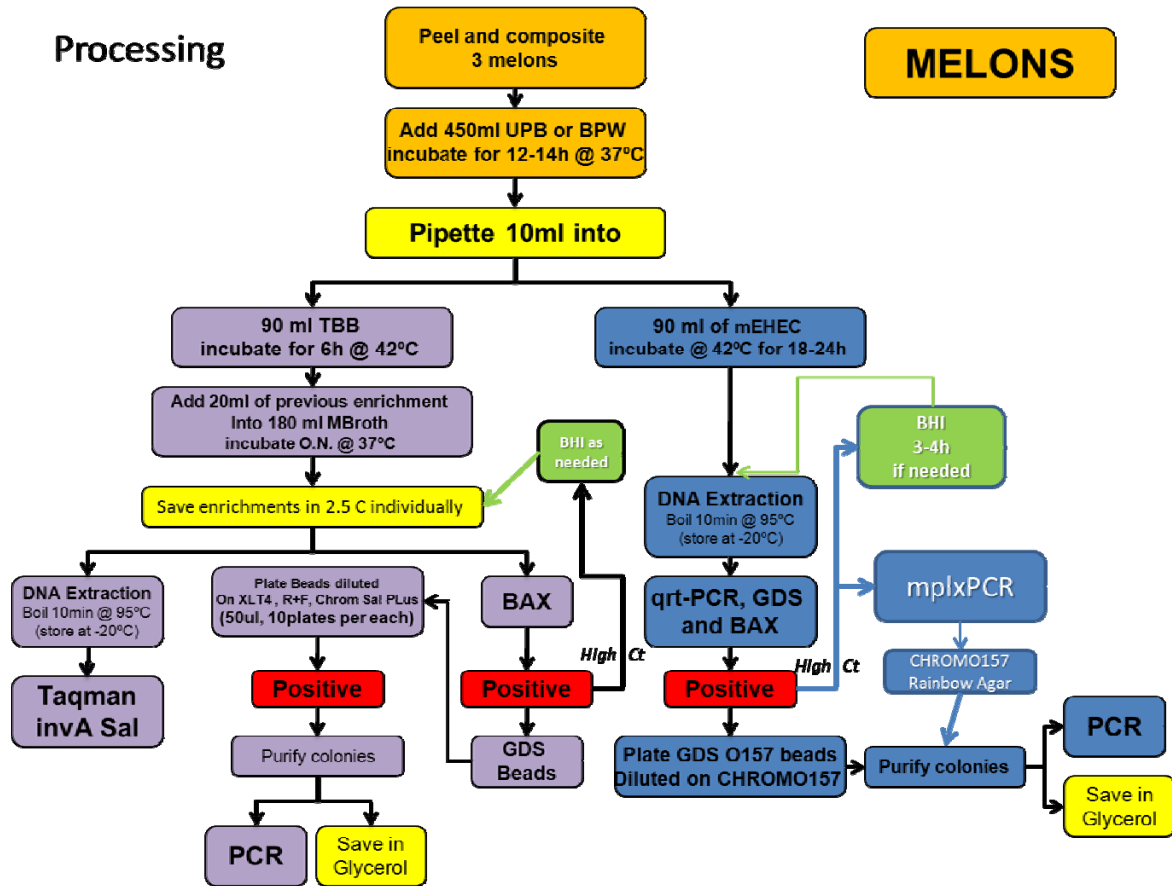 Processing
Peel and composite
3 melons
MELONS
Add 450ml UPB or BPW
incubate for 12-14h @ 37ºC
Pipette 10ml into
90 ml TBB
incubate for 6h @ 42ºC
90 ml of mEHEC
incubate @ 42ºC for 18-24h
Add 20ml of previous enrichment
Into 180 ml MBroth
incubate O.N. @ 37ºC
BHI as
needed
BHI
3-4h
if needed
Save enrichments in 2.5 C individually
DNA Extraction
Boil 10min @ 95ºC
(store at -20ºC)
DNA Extraction
Boil 10min @ 95ºC
(store at -20ºC)
Plate Beads diluted
On XLT4 , R+F, Chrom Sal PLus
(50ul, 10plates per each)
BAX
qrt-PCR, GDS
and BAX
mplxPCR
High Ct
High Ct
Taqman
invA Sal
Positive
Positive
Positive
CHROMO157
Rainbow Agar
Purify colonies
GDS
Beads
Plate GDS O157 beads
Diluted on CHROMO157
Purify colonies
PCR
Save in
Glycerol
PCR
Save in
Glycerol